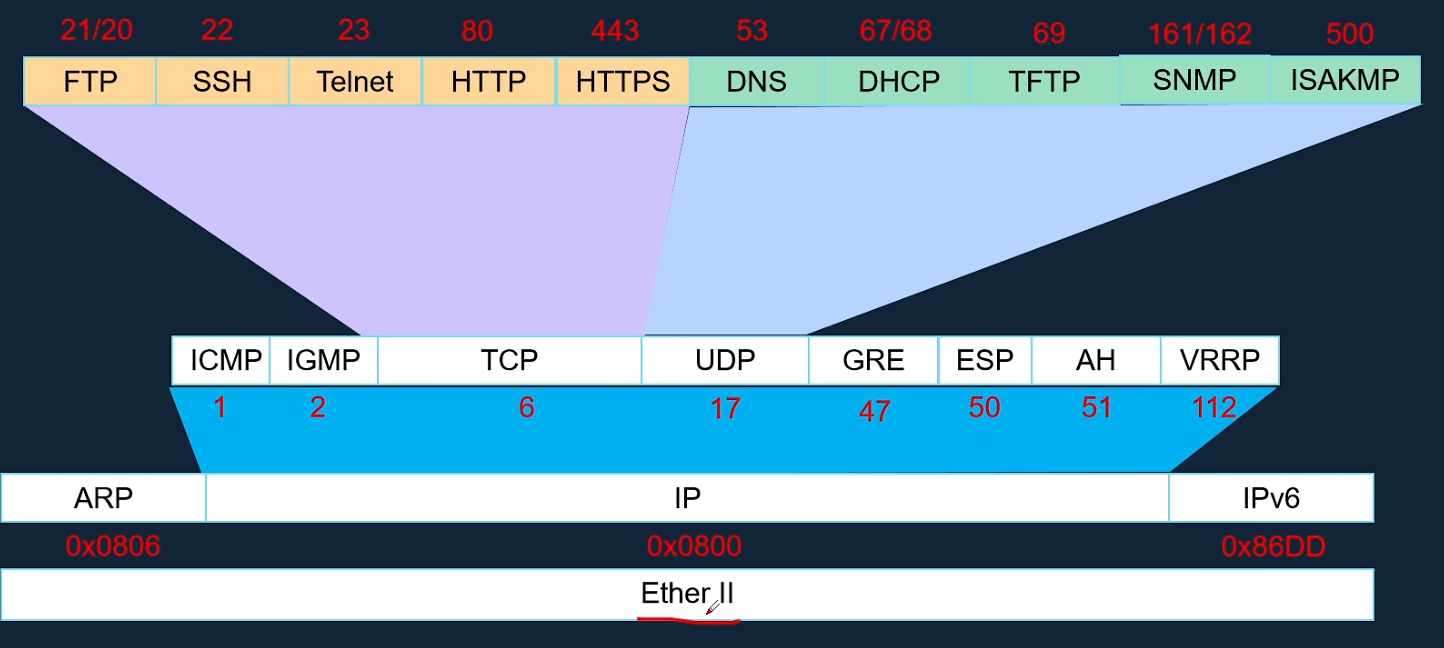 21/20 22 23 80 443 53 67/68 69 161/162 500
FTP SSH Telnet HTTP HTTPS DNS DHCP TFTP SNMP ISAKMP
ICMP IGMP TCP UDP GRE ESP AH VRRP
1 2 6 17 47 50 51 112
ARP IP IPv6
0x0806 0x0800 0x86DD
Ether II